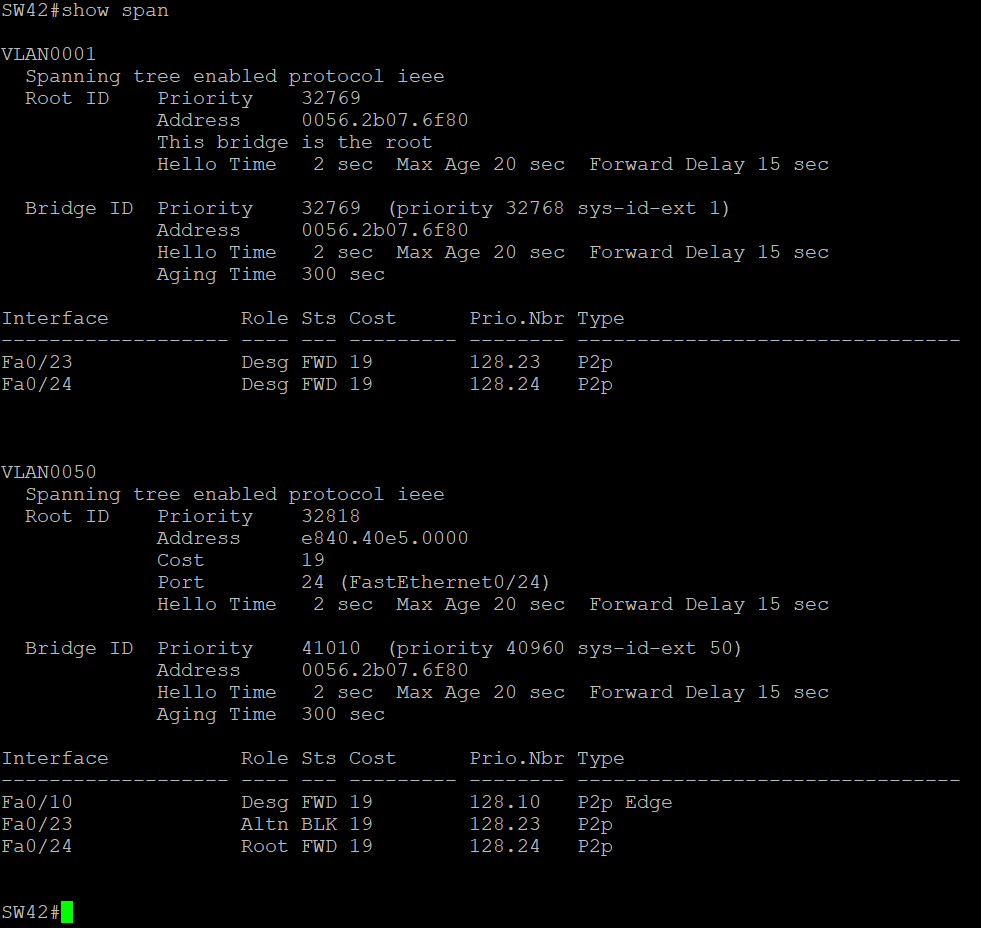 SW42#show span
VLAN0001
  Spanning tree enabled protocol ieee
  Root ID    Priority    32769
             Address     0056.2b07.6f80
             This bridge is the root
             Hello Time   2 sec  Max Age 20 sec  Forward Delay 15 sec
  Bridge ID  Priority    32769  (priority 32768 sys-id-ext 1)
             Address     0056.2b07.6f80
             Hello Time   2 sec  Max Age 20 sec  Forward Delay 15 sec
             Aging Time  300 sec
Interface           Role Sts Cost      Prio.Nbr Type
------------------- ---- --- --------- -------- --------------------------------
Fa0/23              Desg FWD 19        128.23   P2p
Fa0/24              Desg FWD 19        128.24   P2p
VLAN0050
  Spanning tree enabled protocol ieee
  Root ID    Priority    32818
             Address     e840.40e5.0000
             Cost        19
             Port        24 (FastEthernet0/24)
             Hello Time   2 sec  Max Age 20 sec  Forward Delay 15 sec
  Bridge ID  Priority    41010  (priority 40960 sys-id-ext 50)
             Address     0056.2b07.6f80
             Hello Time   2 sec  Max Age 20 sec  Forward Delay 15 sec
             Aging Time  300 sec
Interface           Role Sts Cost      Prio.Nbr Type
------------------- ---- --- --------- -------- --------------------------------
Fa0/10              Desg FWD 19        128.10   P2p Edge
Fa0/23              Altn BLK 19        128.23   P2p
Fa0/24              Root FWD 19        128.24   P2p
SW42#